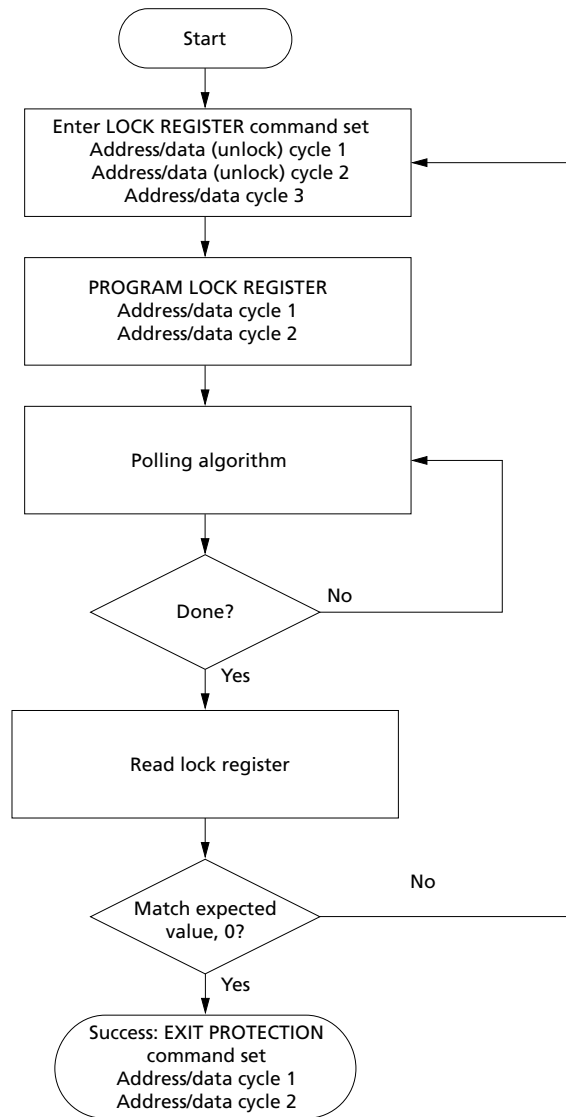 Start
Enter LOCK REGISTER command set
Address/data (unlock) cycle 1
Address/data (unlock) cycle 2
Address/data cycle 3
PROGRAM LOCK REGISTER
Address/data cycle 1
Address/data cycle 2
Polling algorithm
Done?
No
Yes
Read lock register
Match expected
value, 0?
No
Yes
Success: EXIT PROTECTION
command set
Address/data cycle 1
Address/data cycle 2